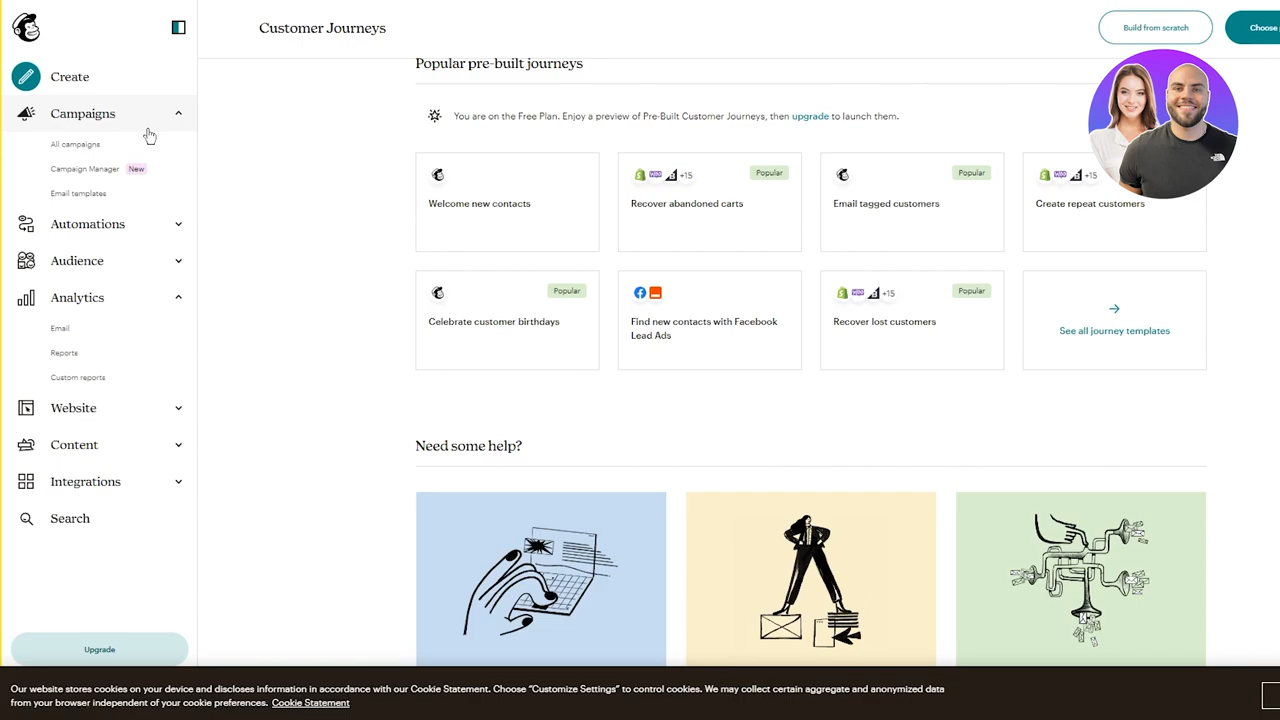 Customer Journeys
Build from scratch
Choose
Create
Campaigns
All campaigns
Campaign Manager New
Email templates
Automations
Audience
Analytics
Email
Reports
Custom reports
Website
Content
Integrations
Search
Upgrade
Popular pre-built journeys
You are on the Free Plan. Enjoy a preview of Pre-Built Customer Journeys, then upgrade to launch them.
Welcome new contacts
+15 Popular
Recover abandoned carts
Popular
Email tagged customers
+15
Create repeat customers
Popular
Celebrate customer birthdays
Find new contacts with Facebook
Lead Ads
+15 Popular
Recover lost customers
See all journey templates
Need some help?
Our website stores cookies on your device and discloses information in accordance with our Cookie Statement. Choose "Customize Settings" to control cookies. We may collect certain aggregate and anonymized data
from your browser independent of your cookie preferences. Cookie Statement